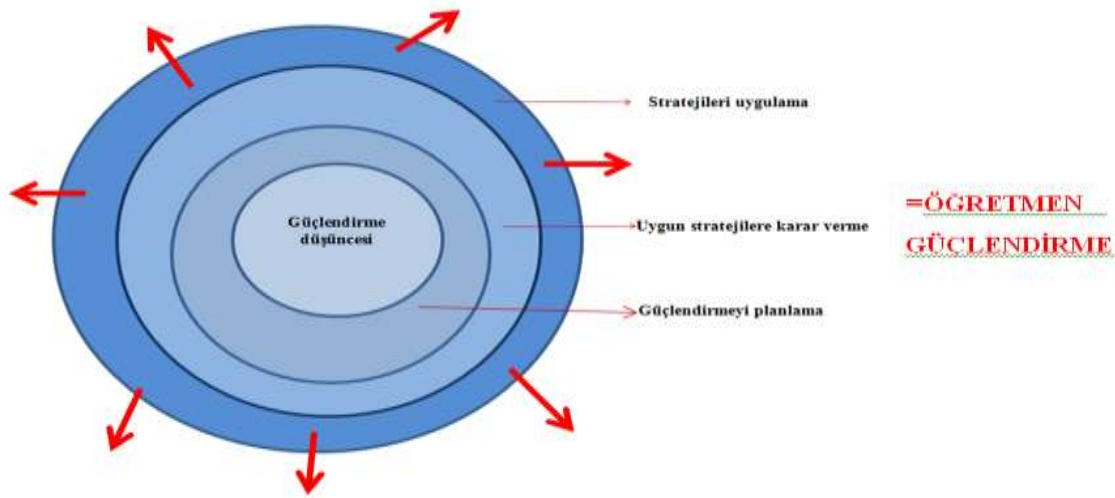 Stratejileri uygulama
Güçlendirme
düşüncesi
Uygun stratejilere karar verme
Güçlendirmeyi planlama
=ÖĞRETMEN
GÜÇLENDİRME